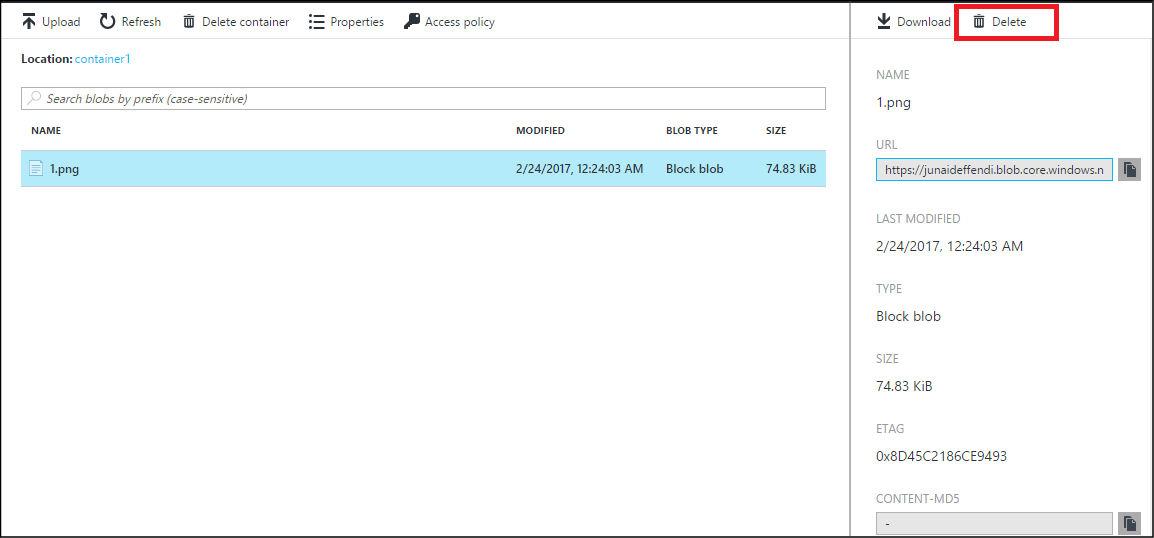 Upload Refresh Delete container Properties Access policy
Location: container1
Search blobs by prefix (case-sensitive)
NAME MODIFIED BLOB TYPE SIZE
1.png 2/24/2017, 12:24:03 AM Block blob 74.83 KiB
Download Delete
NAME
1.png
URL
https://junaideffendi.blob.core.windows.n
LAST MODIFIED
2/24/2017, 12:24:03 AM
TYPE
Block blob
SIZE
74.83 KiB
ETAG
0x8D45C2186CE9493
CONTENT-MD5
-